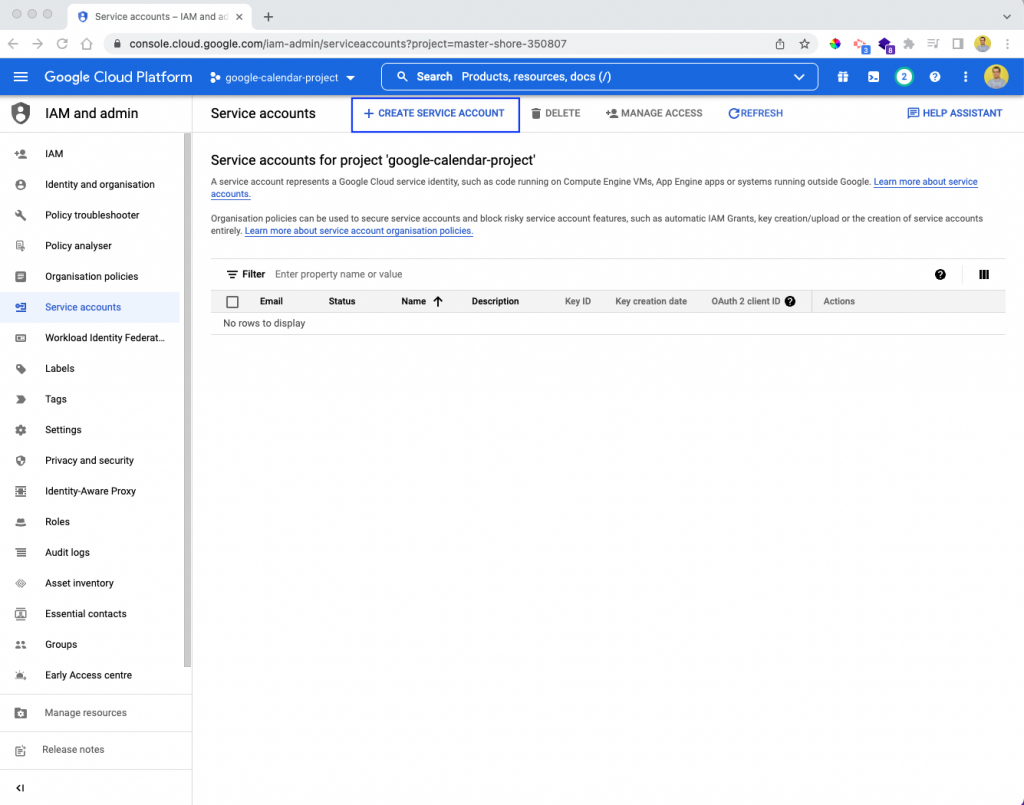 Service accounts – IAM and ad
console.cloud.google.com/iam-admin/serviceaccounts?project=master-shore-350807
3
8
Google Cloud Platform
google-calendar-project
Search Products, resources, docs (/)
2
IAM and admin
Service accounts
CREATE SERVICE ACCOUNT
DELETE
MANAGE ACCESS
REFRESH
HELP ASSISTANT
IAM
Identity and organisation
Policy troubleshooter
Policy analyser
Organisation policies
Service accounts
Workload Identity Federat...
Labels
Tags
Settings
Privacy and security
Identity-Aware Proxy
Roles
Audit logs
Asset inventory
Essential contacts
Groups
Early Access centre
Manage resources
Release notes
Service accounts for project 'google-calendar-project'
A service account represents a Google Cloud service identity, such as code running on Compute Engine VMs, App Engine apps or systems running outside Google. Learn more about service
accounts.
Organisation policies can be used to secure service accounts and block risky service account features, such as automatic IAM Grants, key creation/upload or the creation of service accounts
entirely. Learn more about service account organisation policies.
Filter Enter property name or value
Email Status Name Description Key ID Key creation date OAuth 2 client ID Actions
No rows to display